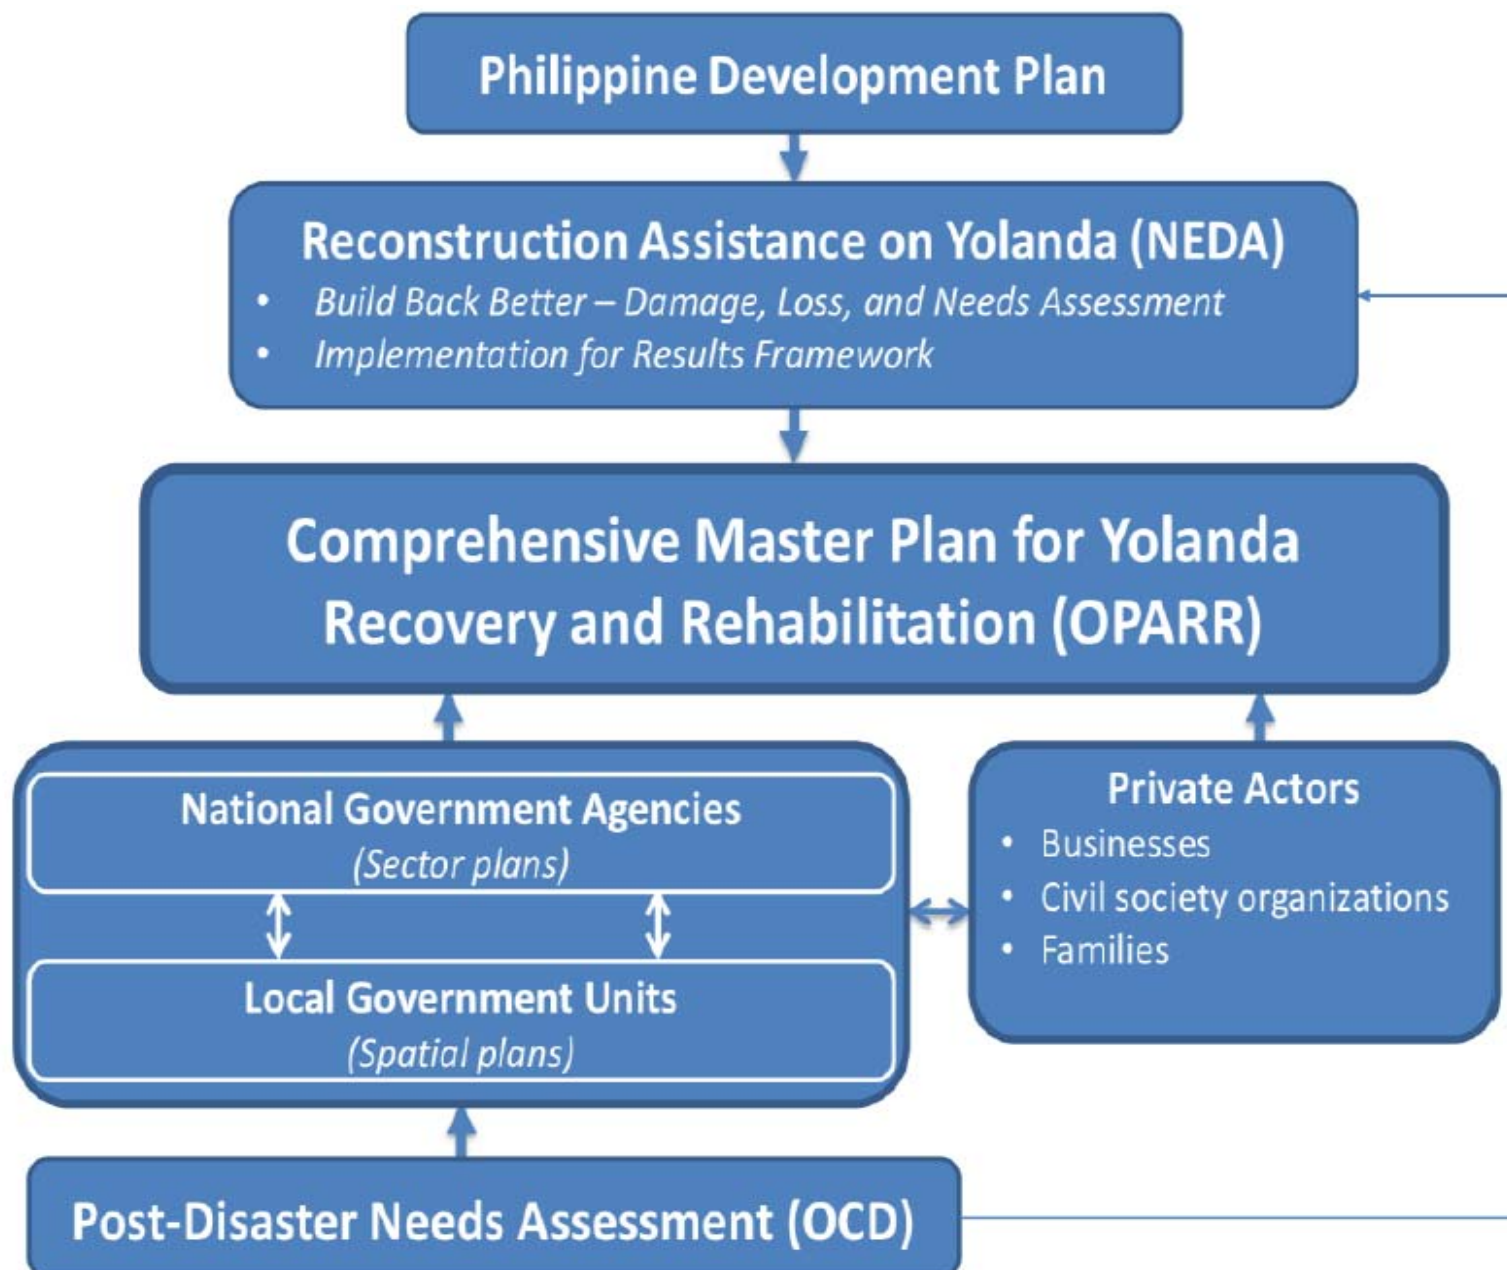 Philippine Development Plan
Reconstruction Assistance on Yolanda (NEDA)
• Build Back Better – Damage, Loss, and Needs Assessment
• Implementation for Results Framework
Comprehensive Master Plan for Yolanda
Recovery and Rehabilitation (OPARR)
National Government Agencies
(Sector plans)
Local Government Units
(Spatial plans)
Private Actors
• Businesses
• Civil society organizations
• Families
Post-Disaster Needs Assessment (OCD)